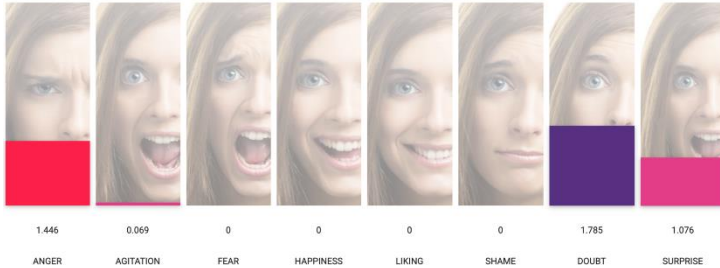 1.446 0.069 0 0 0 0 1.785 1.076
ANGER AGITATION FEAR HAPPINESS LIKING SHAME DOUBT SURPRISE